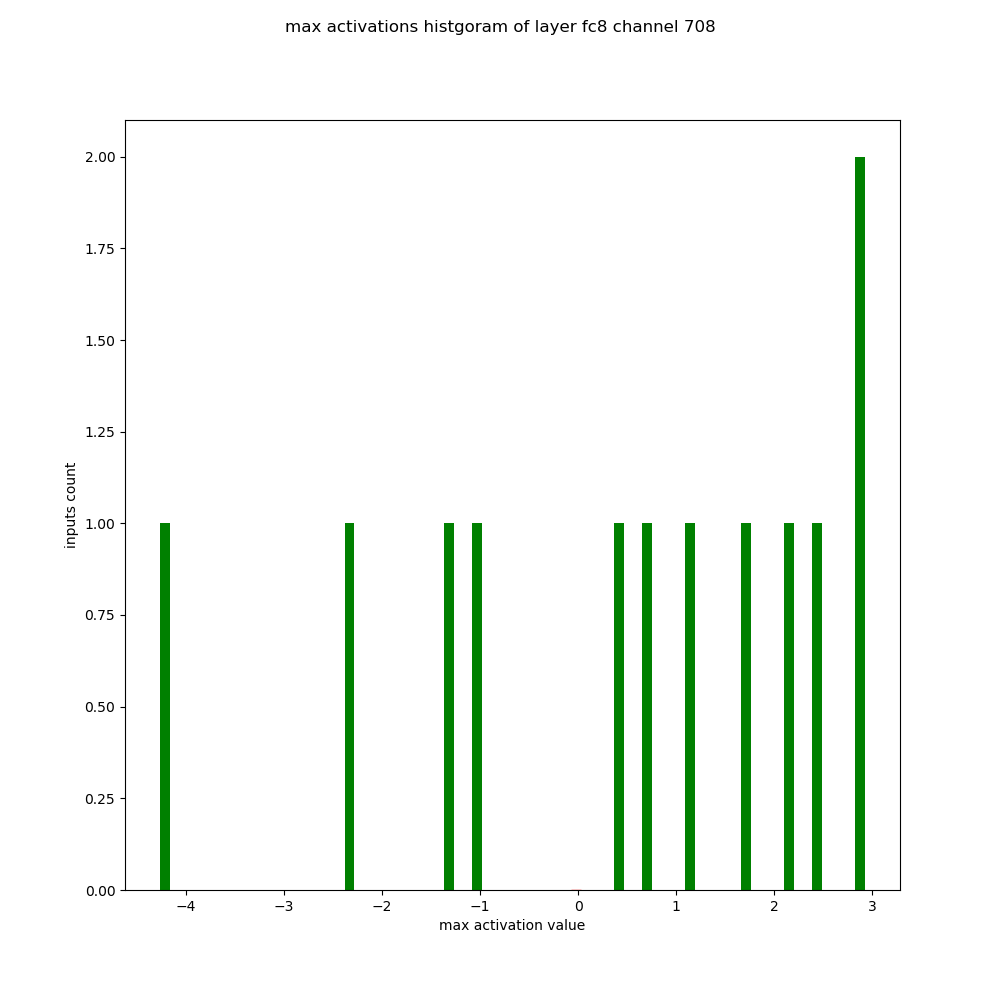 max activations histgoram of layer fc8 channel 708
2.00
1.75
1.50
1.25
1.00
0.75
0.50
0.25
0.00
inputs count
−4 −3 −2 −1 0 1 2 3
max activation value